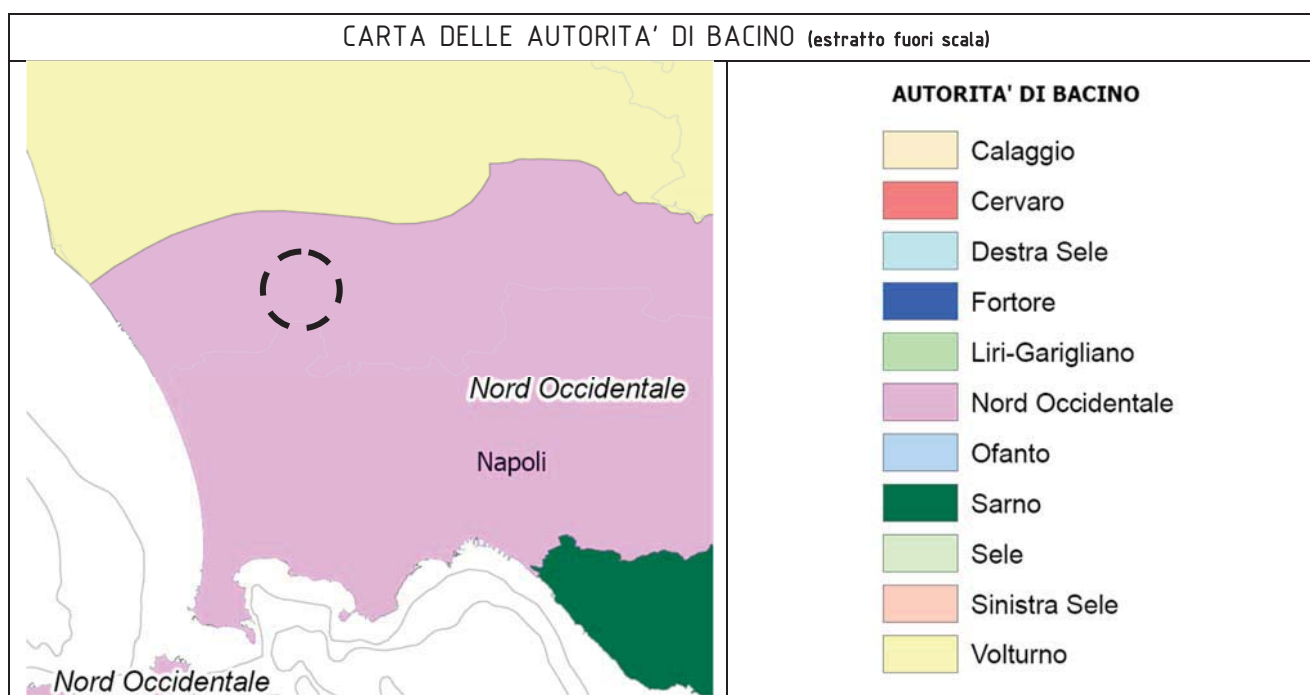 CARTA DELLE AUTORITA' DI BACINO (estratto fuori scala)
Nord Occidentale
Napoli
Nord Occidentale
AUTORITA' DI BACINO
Calaggio
Cervaro
Destra Sele
Fortore
Liri-Garigliano
Nord Occidentale
Ofanto
Sarno
Sele
Sinistra Sele
Volturno